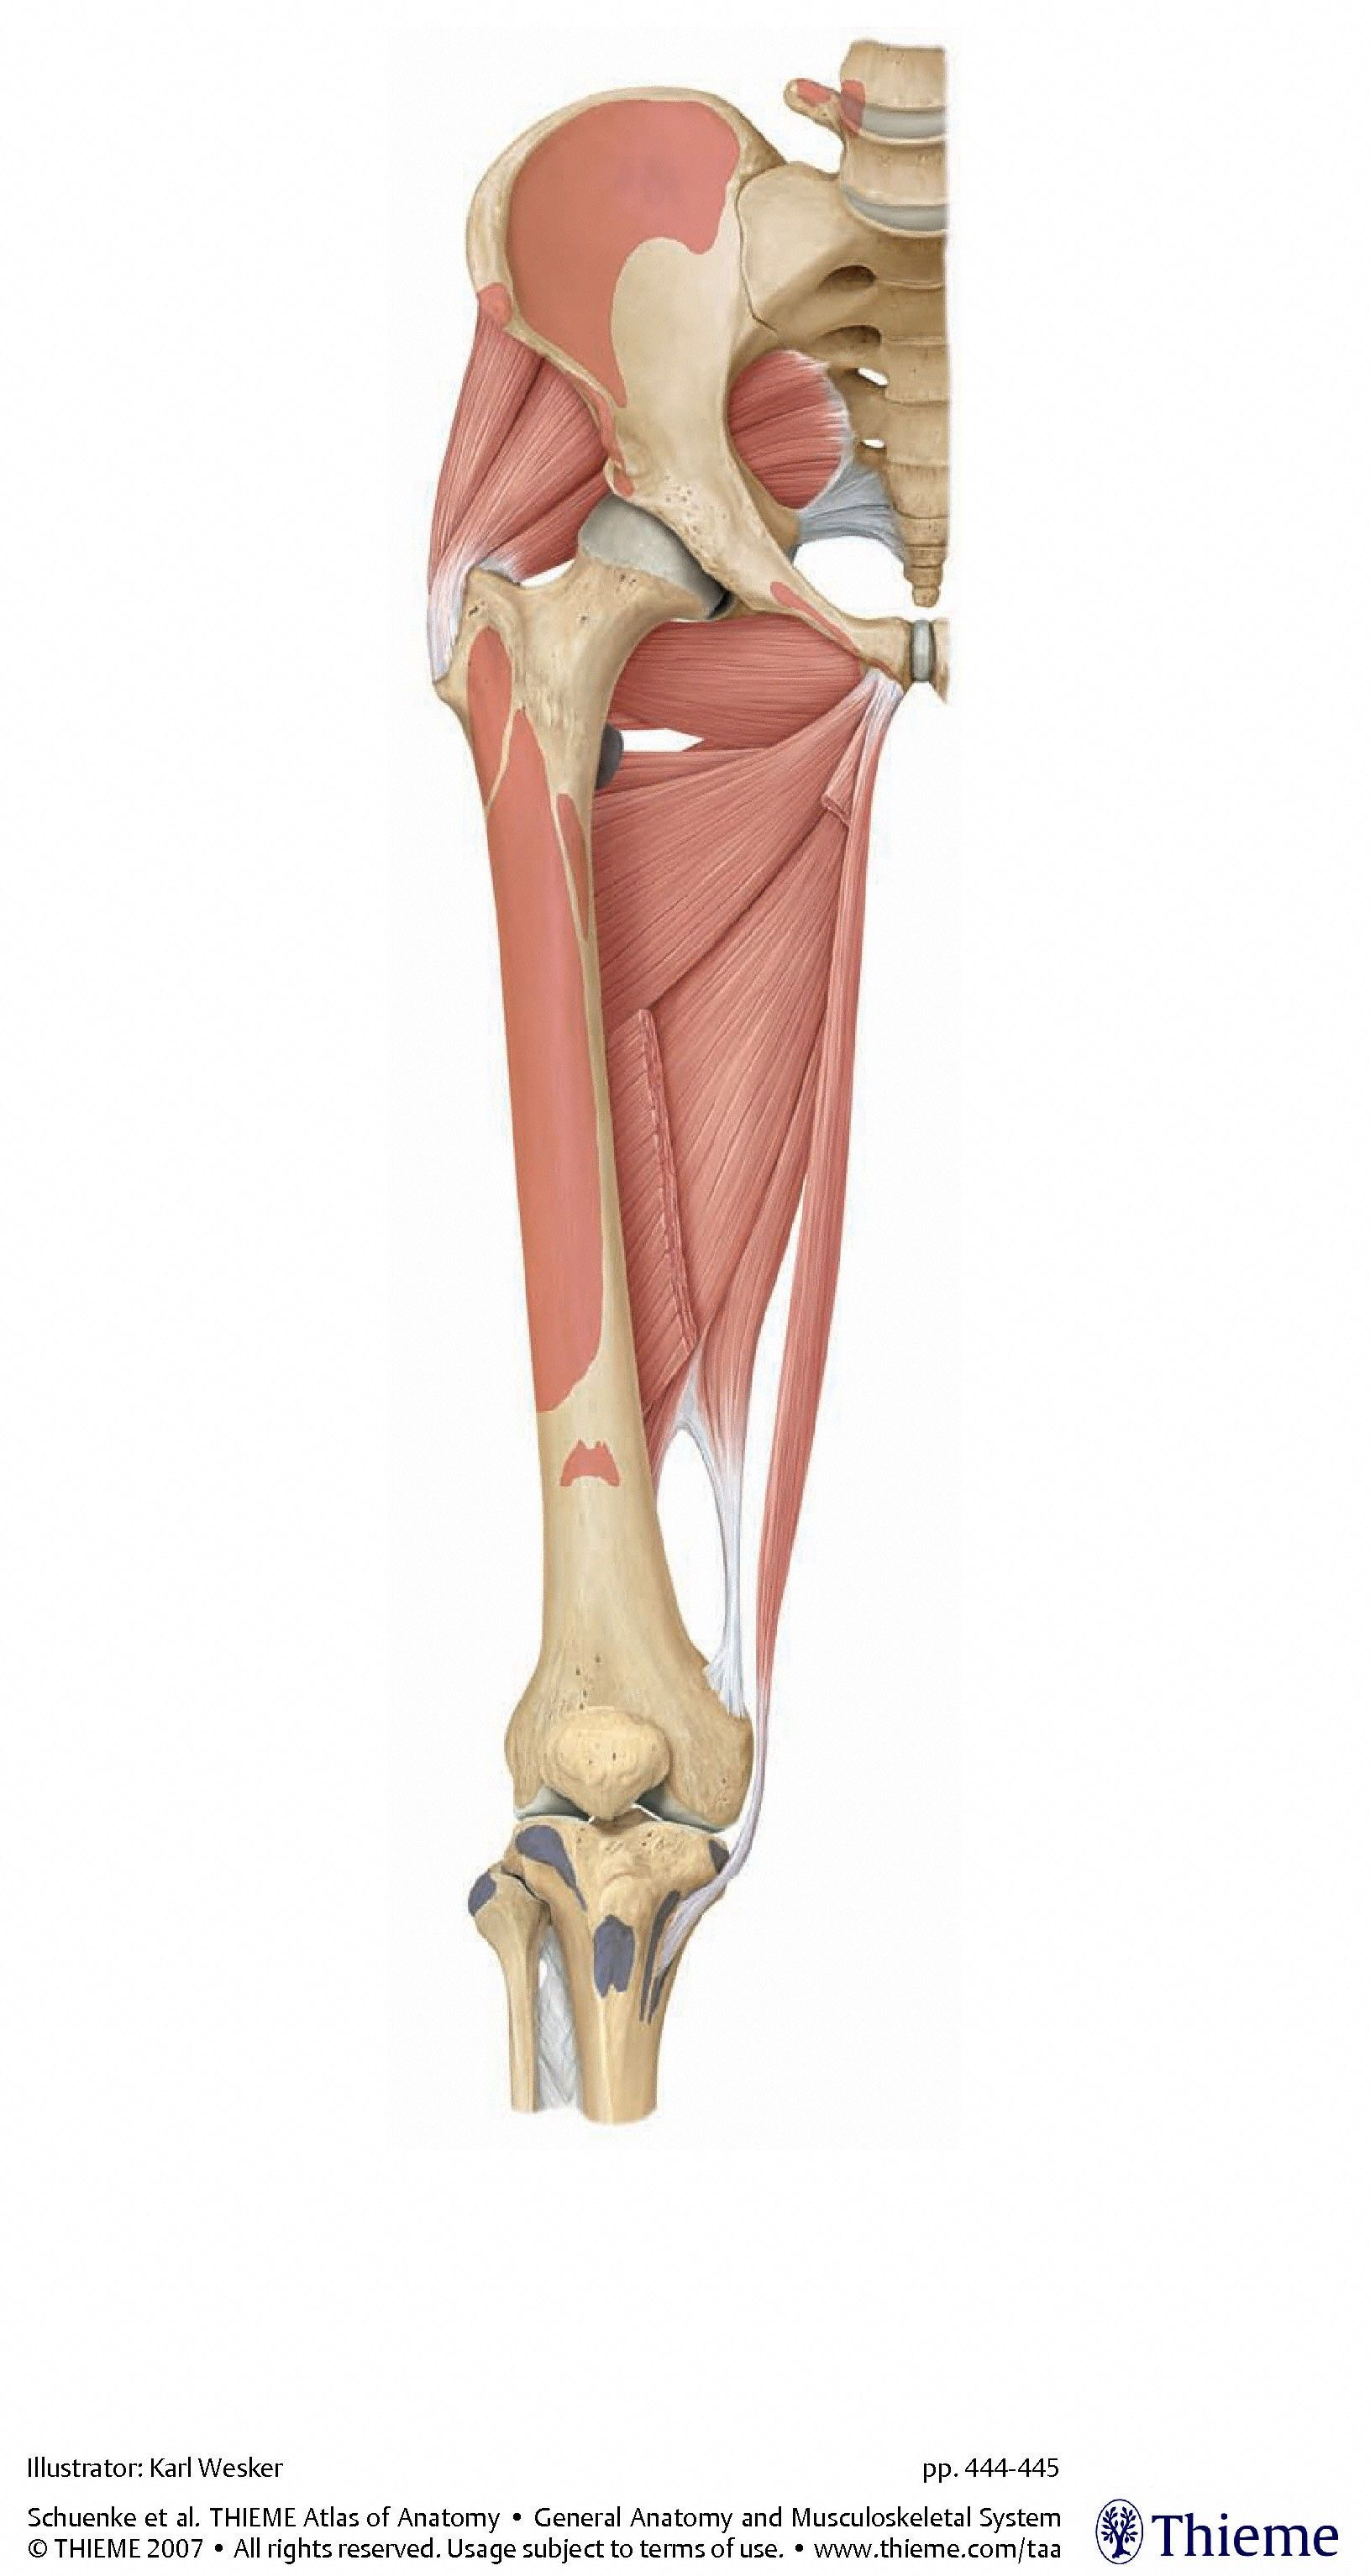 Illustrator: Karl Wesker pp. 444-445
Schuenke et al. THIEME Atlas of Anatomy • General Anatomy and Musculoskeletal System
© THIEME 2007 • All rights reserved. Usage subject to terms of use. • www.thieme.com/taa
Thieme